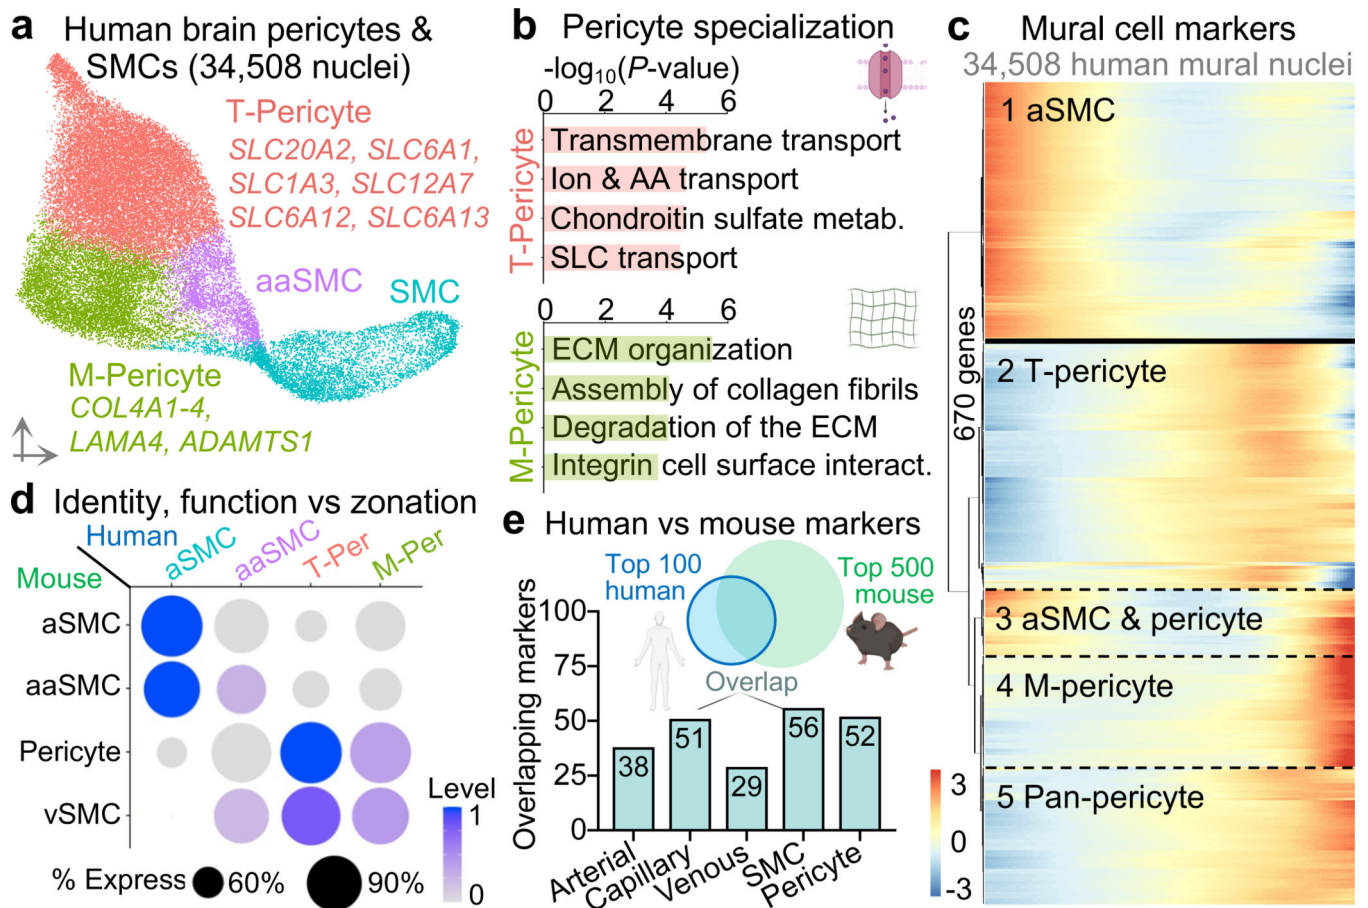 a Human brain pericytes &
SMCs (34,508 nuclei)
T-Pericyte
SLC20A2, SLC6A1,
SLC1A3, SLC12A7
SLC6A12, SLC6A13
aaSMC
SMC
M-Pericyte
COL4A1-4,
LAMA4, ADAMTS1
b Pericyte specialization
-log10(P-value)
0 2 4 6
T-Pericyte
Transmembrane transport
Ion & AA transport
Chondroitin sulfate metab.
SLC transport
0 2 4 6
M-Pericyte
ECM organization
Assembly of collagen fibrils
Degradation of the ECM
Integrin cell surface interact.
c Mural cell markers
34,508 human mural nuclei
670 genes
1 aSMC
2 T-pericyte
3 aSMC & pericyte
4 M-pericyte
5 Pan-pericyte
3
0
-3
d Identity, function vs zonation
Human
Mouse
aSMC aaSMC T-Per M-Per
aSMC
aaSMC
Pericyte
vSMC
Level
1
0
% Express 60% 90%
e Human vs mouse markers
Top 100
human
Top 500
mouse
Overlap
Overlapping markers
100
75
50
25
0
38 51 29 56 52
Arterial Capillary Venous SMC Pericyte